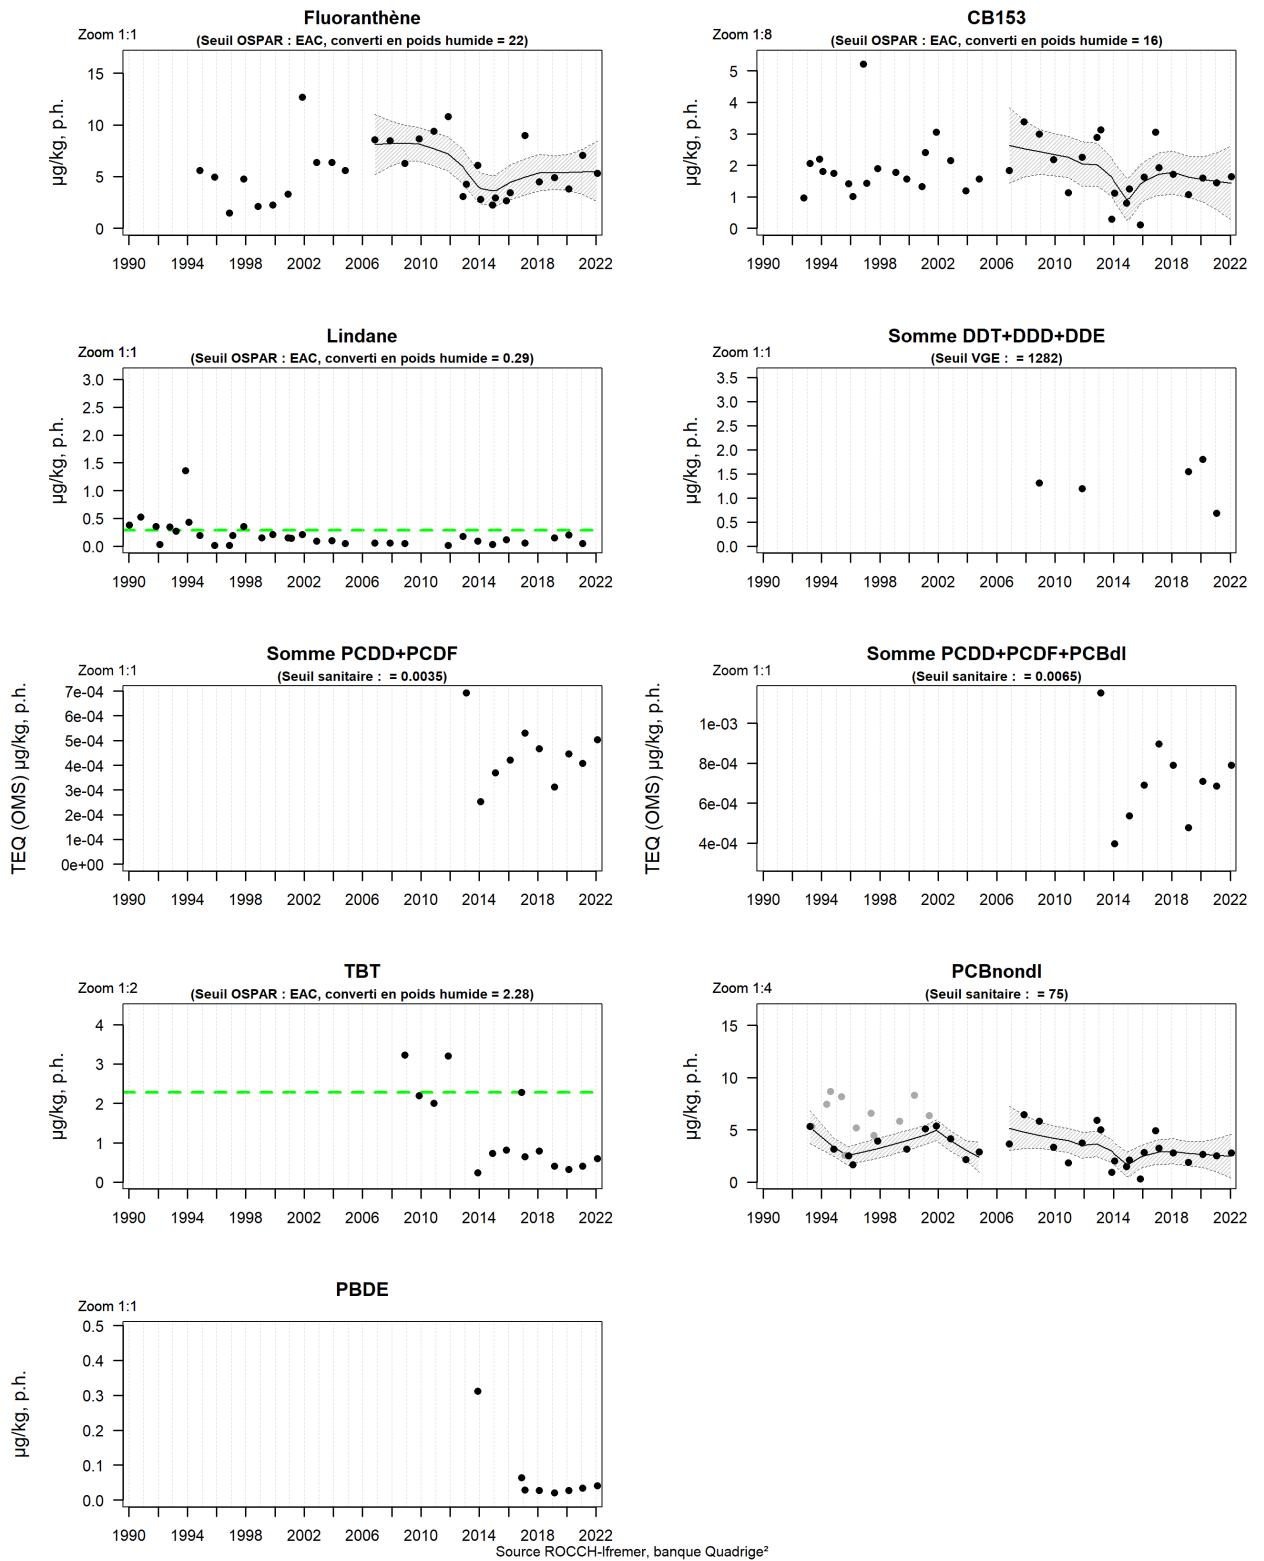 Fluoranthène
Zoom 1:1
(Seuil OSPAR : EAC, converti en poids humide = 22)
µg/kg, p.h.
15
10
5
0
1990 1994 1998 2002 2006 2010 2014 2018 2022
CB153
Zoom 1:8
(Seuil OSPAR : EAC, converti en poids humide = 16)
µg/kg, p.h.
5
4
3
2
1
0
1990 1994 1998 2002 2006 2010 2014 2018 2022
Lindane
Zoom 1:1
(Seuil OSPAR : EAC, converti en poids humide = 0.29)
µg/kg, p.h.
3.0
2.5
2.0
1.5
1.0
0.5
0.0
1990 1994 1998 2002 2006 2010 2014 2018 2022
Somme DDT+DDD+DDE
Zoom 1:1
(Seuil VGE :  = 1282)
µg/kg, p.h.
3.5
3.0
2.5
2.0
1.5
1.0
0.5
0.0
1990 1994 1998 2002 2006 2010 2014 2018 2022
Somme PCDD+PCDF
Zoom 1:1
(Seuil sanitaire :  = 0.0035)
TEQ (OMS) µg/kg, p.h.
7e-04
6e-04
5e-04
4e-04
3e-04
2e-04
1e-04
0e+00
1990 1994 1998 2002 2006 2010 2014 2018 2022
Somme PCDD+PCDF+PCBdl
Zoom 1:1
(Seuil sanitaire :  = 0.0065)
TEQ (OMS) µg/kg, p.h.
1e-03
8e-04
6e-04
4e-04
1990 1994 1998 2002 2006 2010 2014 2018 2022
TBT
Zoom 1:2
(Seuil OSPAR : EAC, converti en poids humide = 2.28)
µg/kg, p.h.
4
3
2
1
0
1990 1994 1998 2002 2006 2010 2014 2018 2022
PCBnondl
Zoom 1:4
(Seuil sanitaire :  = 75)
µg/kg, p.h.
15
10
5
0
1990 1994 1998 2002 2006 2010 2014 2018 2022
PBDE
Zoom 1:1
µg/kg, p.h.
0.5
0.4
0.3
0.2
0.1
0.0
1990 1994 1998 2002 2006 2010 2014 2018 2022
Source ROCCH-Ifremer, banque Quadrige²